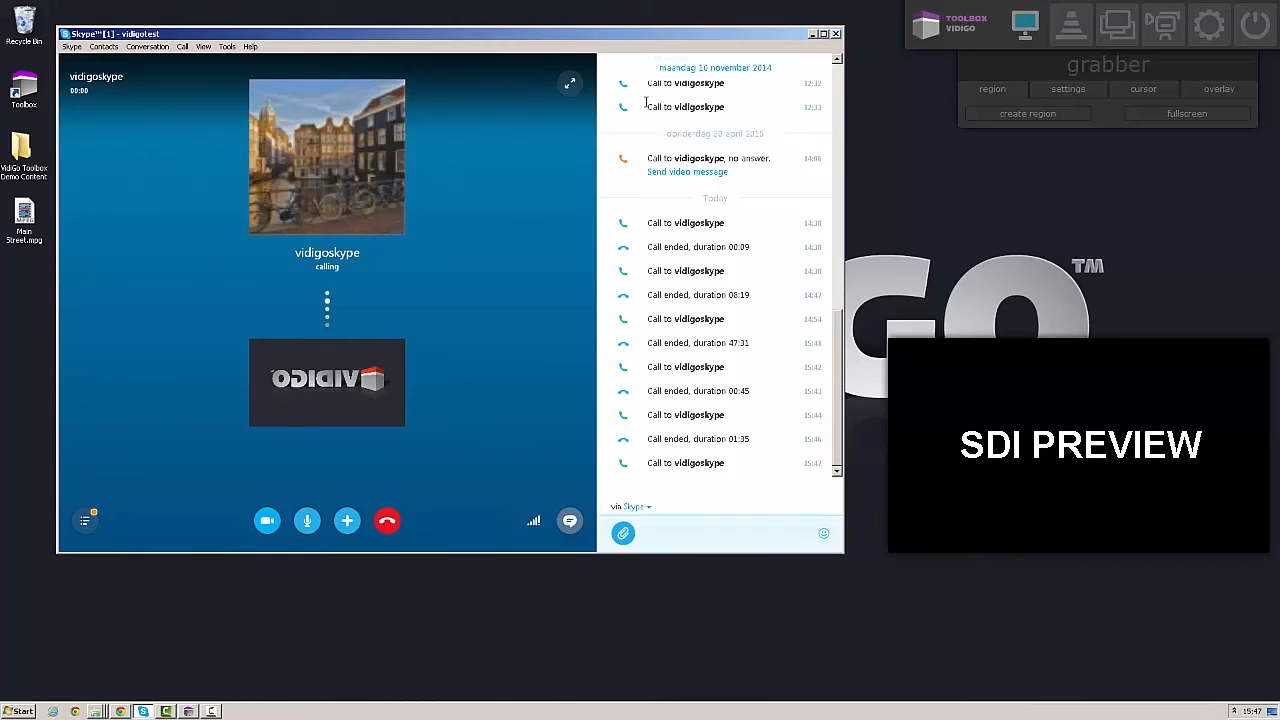 Recycle Bin
Toolbox
VidiGo Toolbox
Demo Content
Main
Street.mpg
Skype™[1] - vidigotest
Skype Contacts Conversation Call View Tools Help
vidigoskype
00:00
vidigoskype
calling
VIDIGO
maandag 10 november 2014
Call to vidigoskype 12:32
Call to vidigoskype 12:33
donderdag 30 april 2015
Call to vidigoskype, no answer. 14:06
Send video message
Today
Call to vidigoskype 14:38
Call ended, duration 00:09 14:38
Call to vidigoskype 14:38
Call ended, duration 08:19 14:47
Call to vidigoskype 14:54
Call ended, duration 47:31 15:41
Call to vidigoskype 15:42
Call ended, duration 00:45 15:43
Call to vidigoskype 15:44
Call ended, duration 01:35 15:46
Call to vidigoskype 15:47
via Skype
TOOLBOX
VIDIGO
grabber
region settings cursor overlay
create region fullscreen
GO™
SDI PREVIEW
Start
15:47